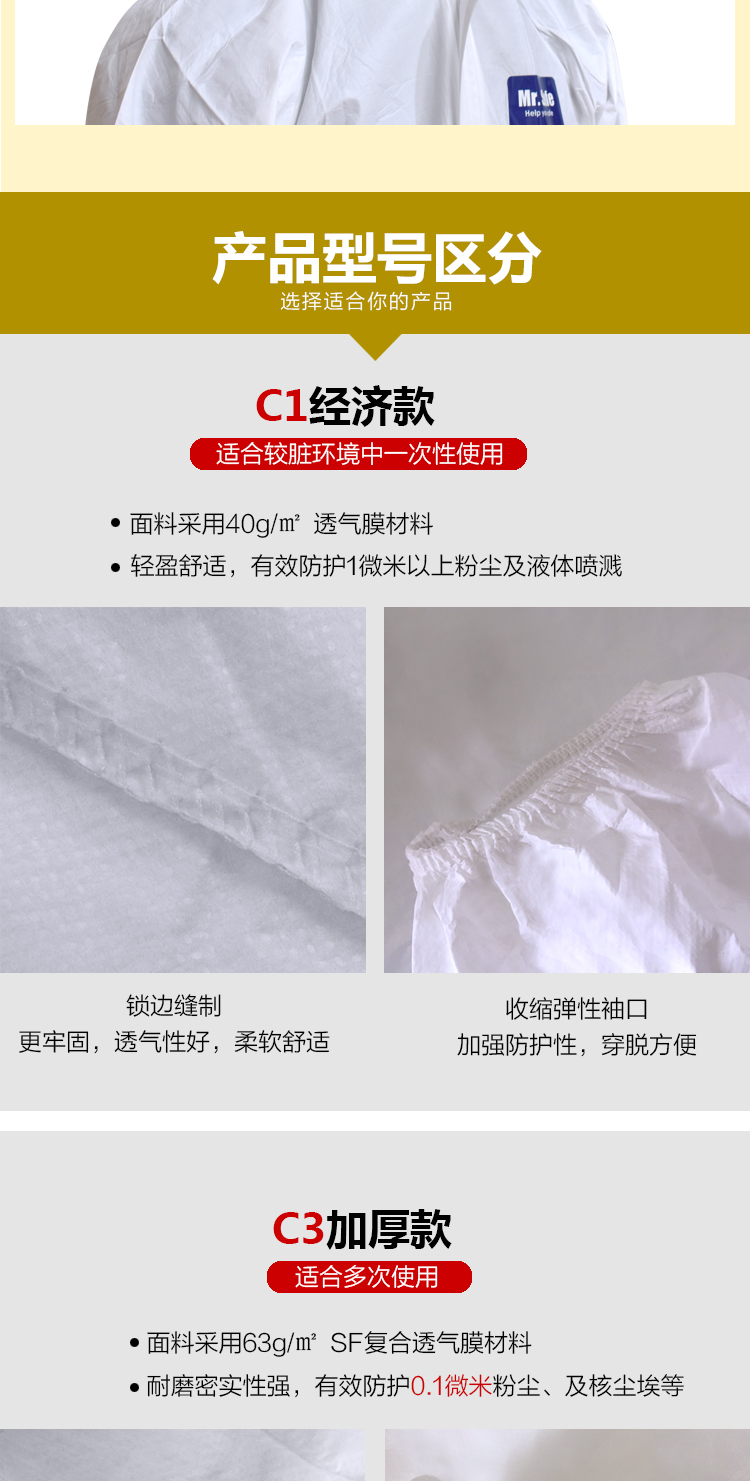 Mr.
Help
产品型号区分
选择适合你的产品
C1经济款
适合较脏环境中一次性使用
• 面料采用40g/㎡ 透气膜材料
• 轻盈舒适，有效防护1微米以上粉尘及液体喷溅
锁边缝制
更牢固，透气性好，柔软舒适
收缩弹性袖口
加强防护性，穿脱方便
C3加厚款
适合多次使用
• 面料采用63g/㎡ SF复合透气膜材料
• 耐磨密实性强，有效防护0.1微米粉尘、及核尘埃等